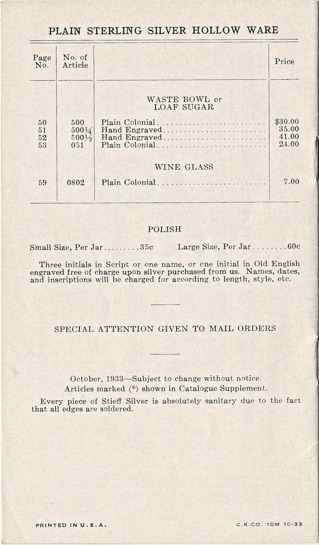 PLAIN STERLING SILVER HOLLOW WARE
Page No. No. of Article Price
WASTE BOWL or
LOAF SUGAR
50 500 Plain Colonial........................ $30.00
51 500¼ Hand Engraved........................ 35.00
52 500½ Hand Engraved........................ 41.00
53 051 Plain Colonial........................ 24.00
WINE GLASS
59 0802 Plain Colonial........................ 7.00
POLISH
Small Size, Per Jar.........35c Large Size, Per Jar........60c
Three initials in Script or one name, or one initial in Old English
engraved free of charge upon silver purchased from us. Names, dates,
and inscriptions will be charged for according to length, style, etc.
SPECIAL ATTENTION GIVEN TO MAIL ORDERS
October, 1933—Subject to change without notice.
Articles marked (*) shown in Catalogue Supplement.
Every piece of Stieff Silver is absolutely sanitary due to the fact
that all edges are soldered.
PRINTED IN U.S.A. C.K.CO. 10M 10-33